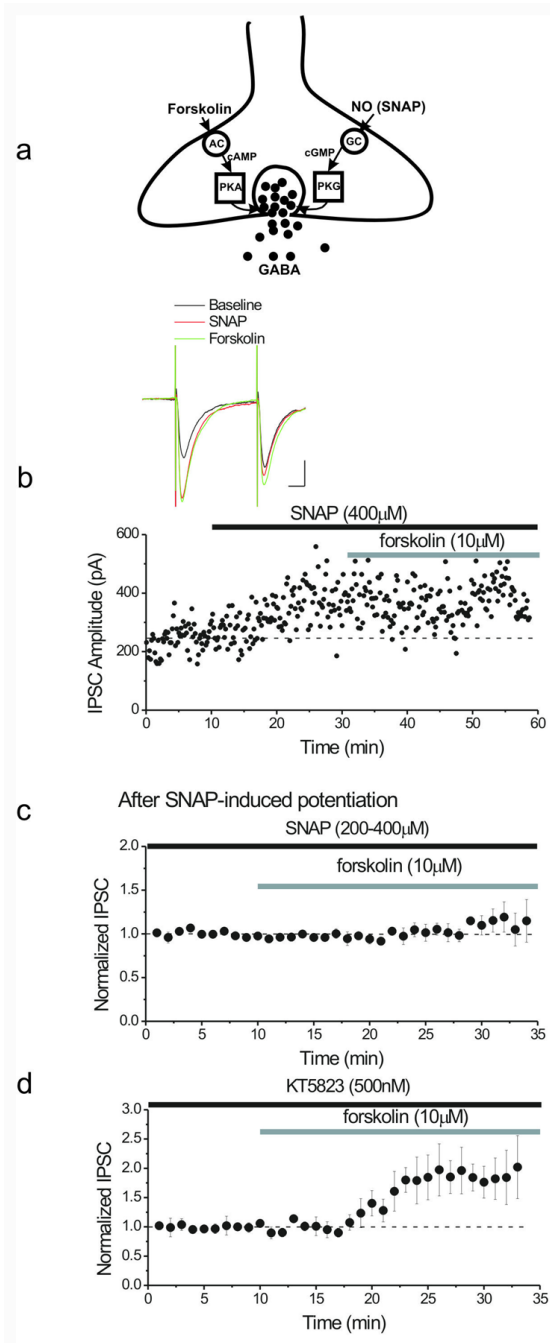 a
Forskolin
NO (SNAP)
AC
GC
cAMP
cGMP
PKA
PKG
GABA
Baseline
SNAP
Forskolin
b
SNAP (400µM)
forskolin (10µM)
600
400
200
0
IPSC Amplitude (pA)
0 10 20 30 40 50 60
Time (min)
c
After SNAP-induced potentiation
SNAP (200-400µM)
forskolin (10µM)
2.0
1.5
1.0
0.5
0.0
Normalized IPSC
0 5 10 15 20 25 30 35
Time (min)
d
KT5823 (500nM)
forskolin (10µM)
3.0
2.5
2.0
1.5
1.0
0.5
0.0
Normalized IPSC
0 5 10 15 20 25 30 35
Time (min)